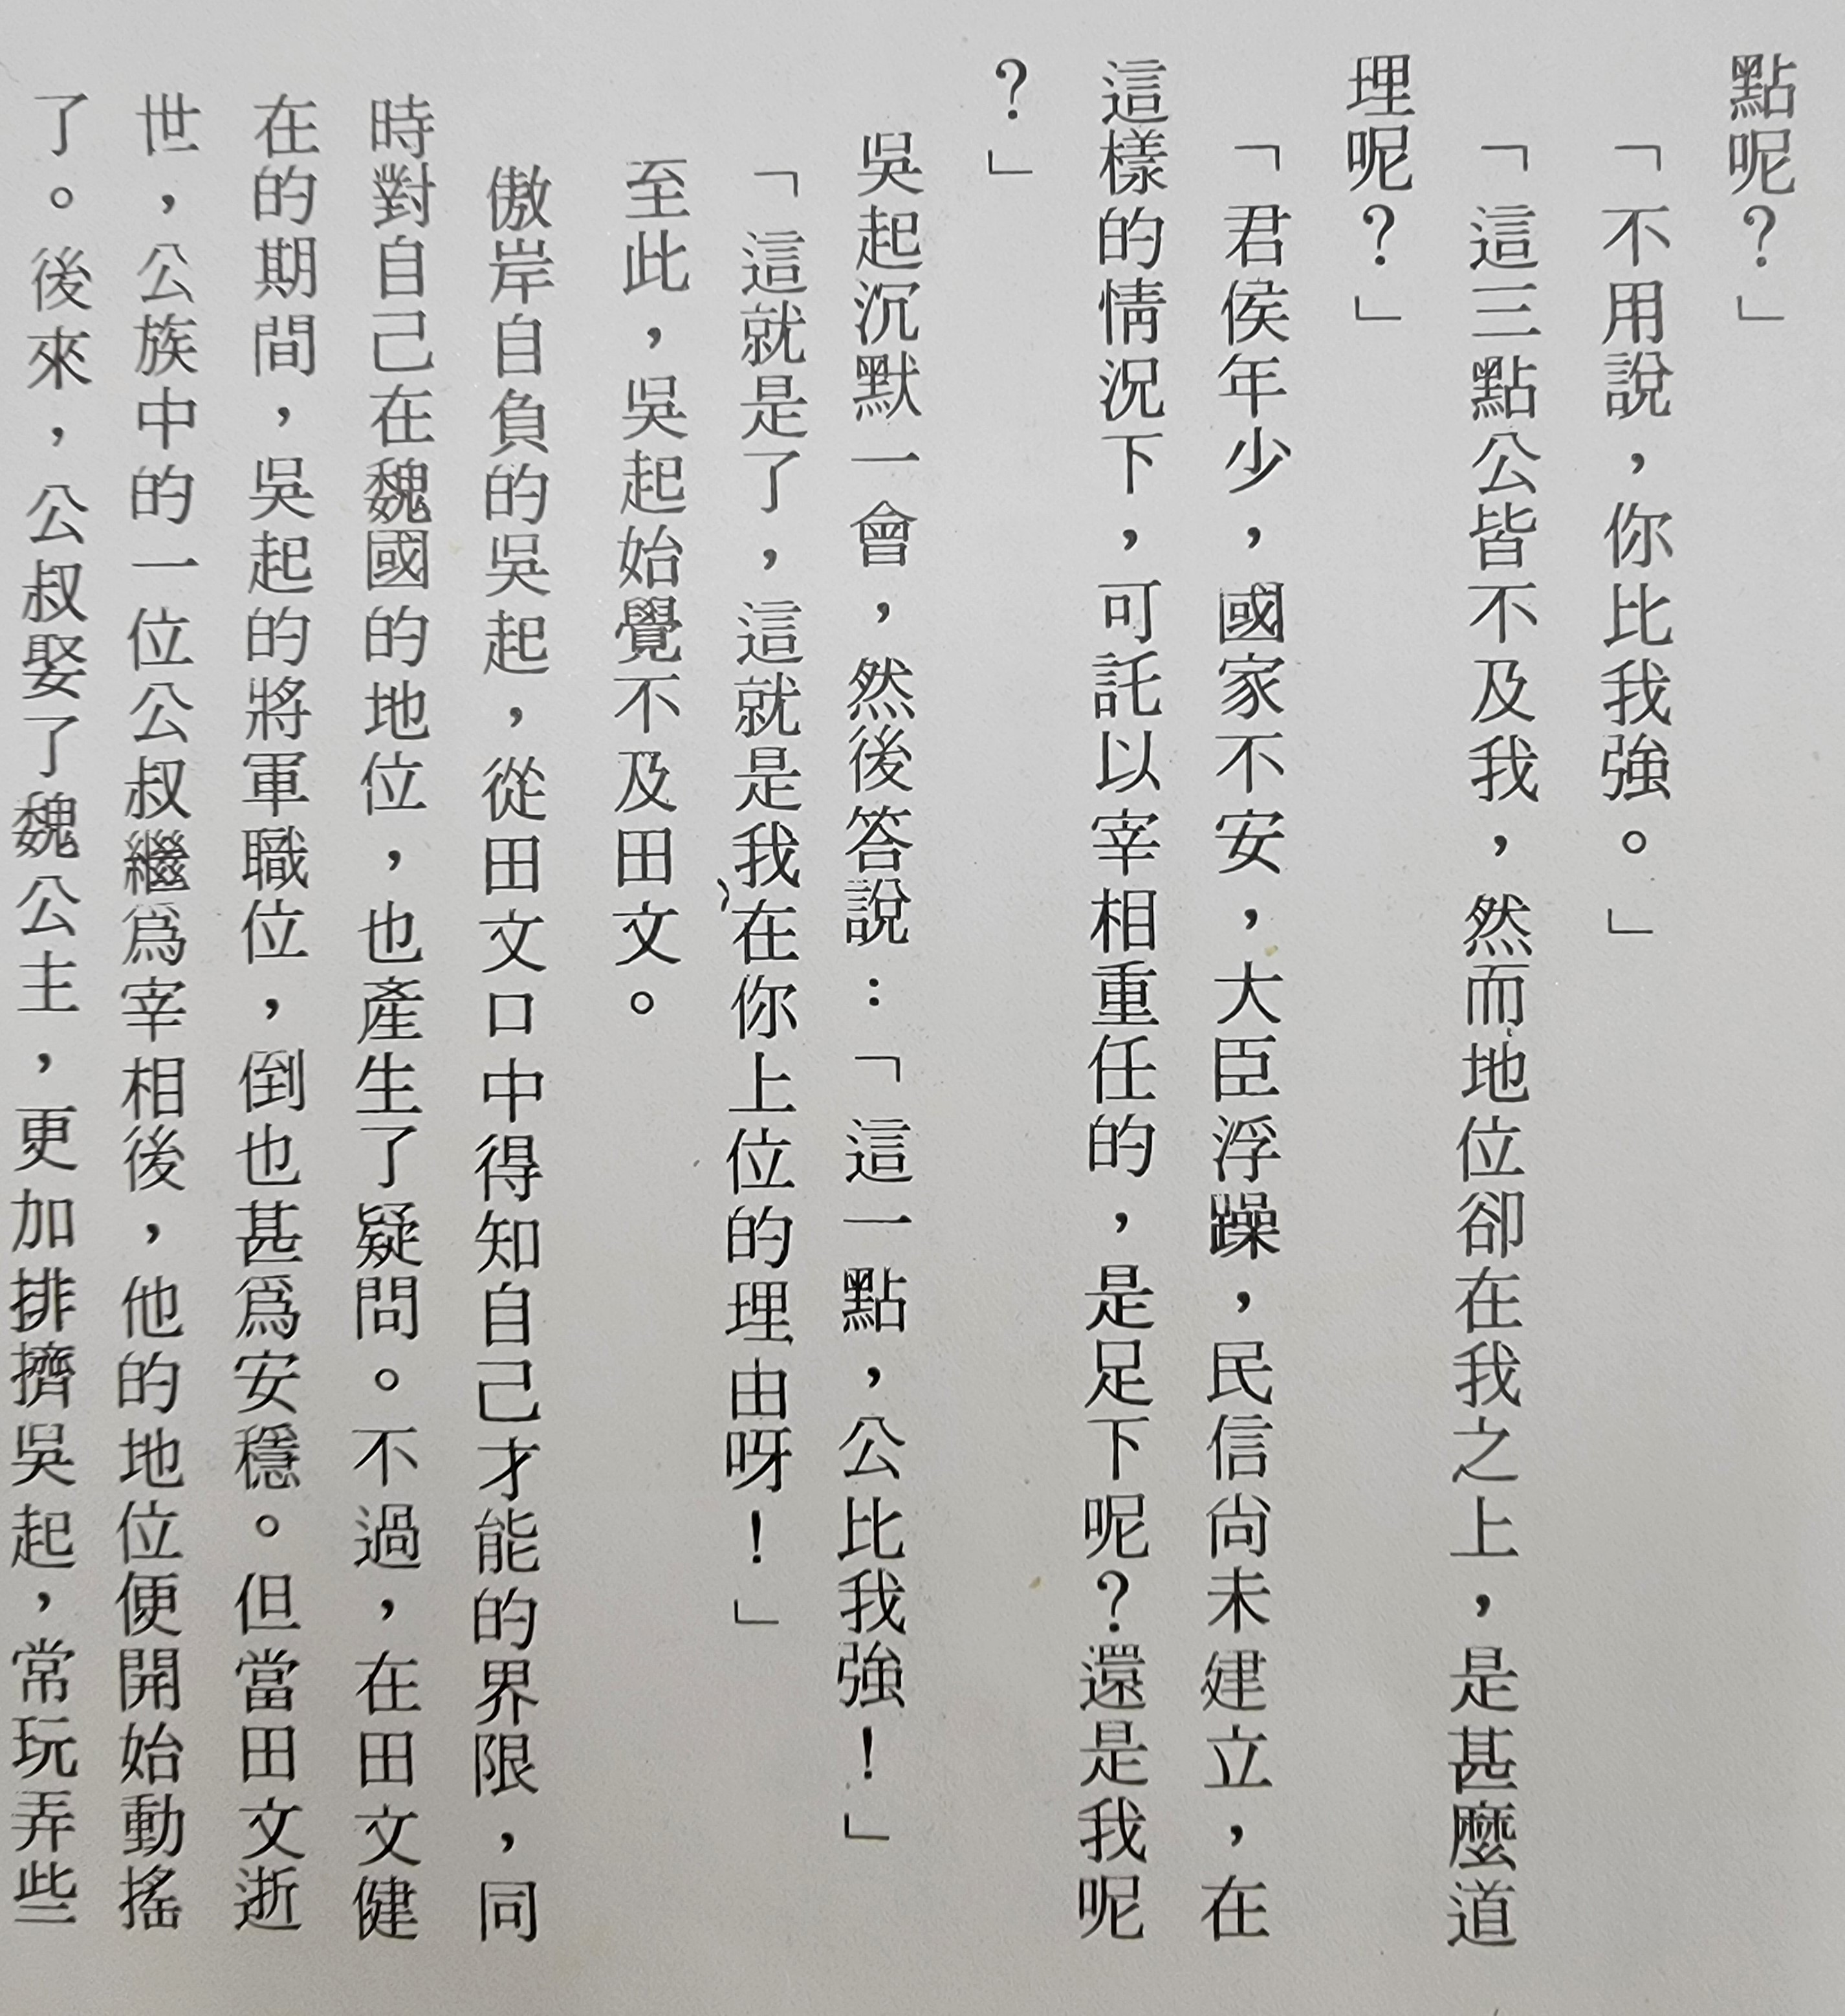 點呢？」
「不用說，你比我強。」
「這三點公皆不及我，然而地位卻在我之上，是甚麼道
理呢？」
「君侯年少，國家不安，大臣浮躁，民信尚未建立，在
這樣的情況下，可託以宰相重任的，是足下呢？還是我呢
？」
吳起沉默一會，然後答說：「這一點，公比我強！」
「這就是了，這就是我在你上位的理由呀！」
至此，吳起始覺不及田文。
傲岸自負的吳起，從田文口中得知自己才能的界限，同
時對自己在魏國的地位，也產生了疑問。不過，在田文健
在的期間，吳起的將軍職位，倒也甚爲安穩。但當田文逝
世，公族中的一位公叔繼爲宰相後，他的地位便開始動搖
了。後來，公叔娶了魏公主，更加排擠吳起，常玩弄些